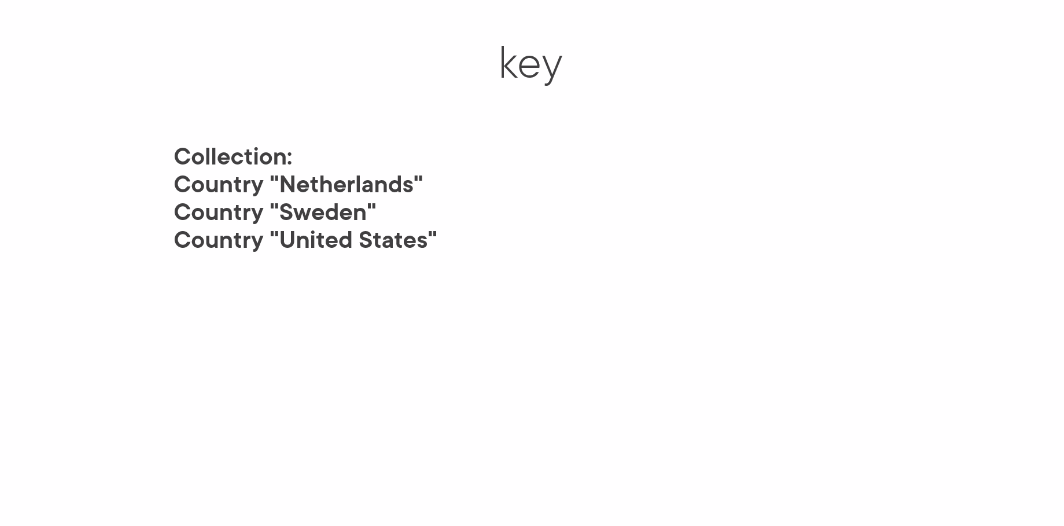 key
Collection:
Country "Netherlands"
Country "Sweden"
Country "United States"